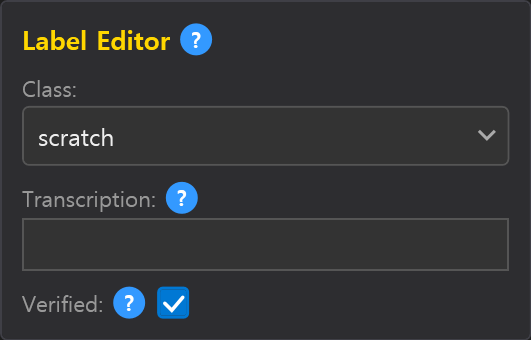 Label Editor ?
Class:
scratch
Transcription: ?
Verified: ?